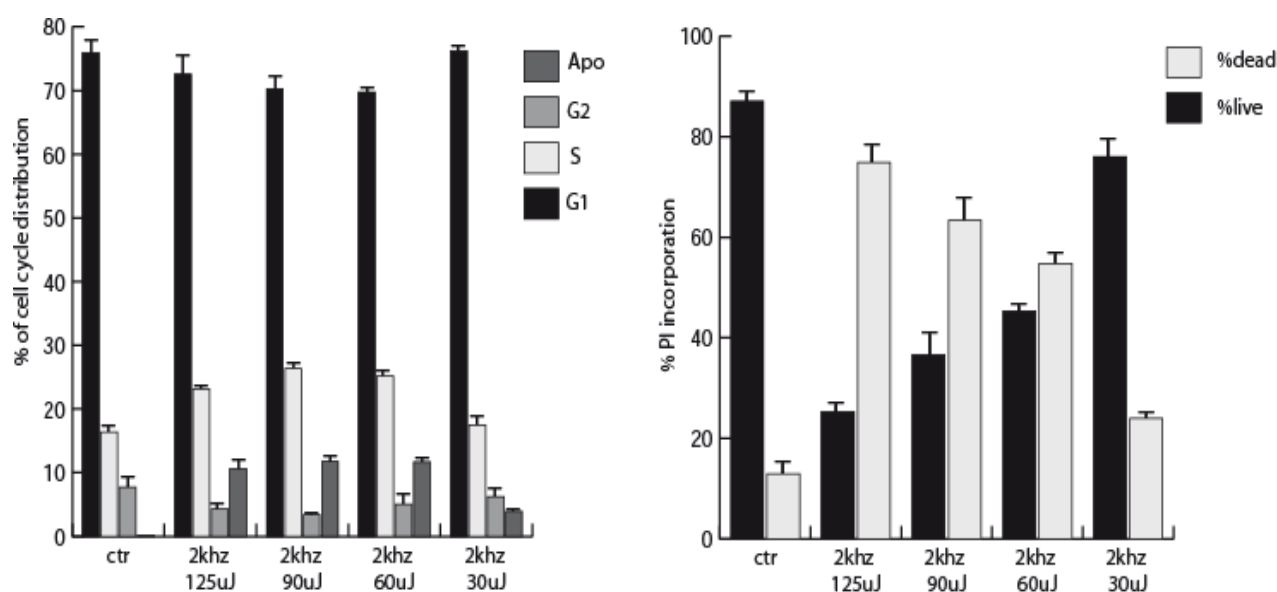 % of cell cycle distribution
80
70
60
50
40
30
20
10
0
Apo
G2
S
G1
ctr
2khz
125uJ
2khz
90uJ
2khz
60uJ
2khz
30uJ
% PI incorporation
100
80
60
40
20
0
%dead
%live
ctr
2khz
125uJ
2khz
90uJ
2khz
60uJ
2khz
30uJ